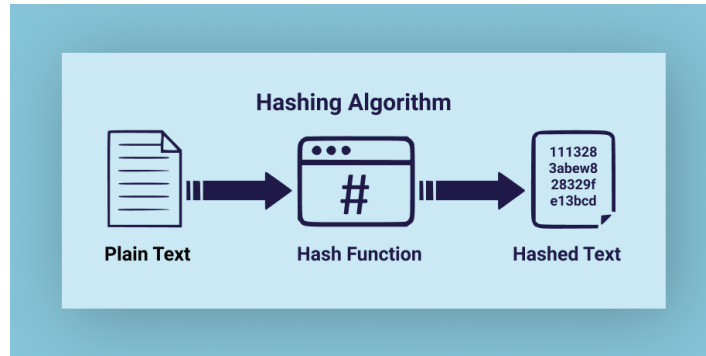 Hashing Algorithm
#
111328
3abew8
28329f
e13bcd
Plain Text
Hash Function
Hashed Text